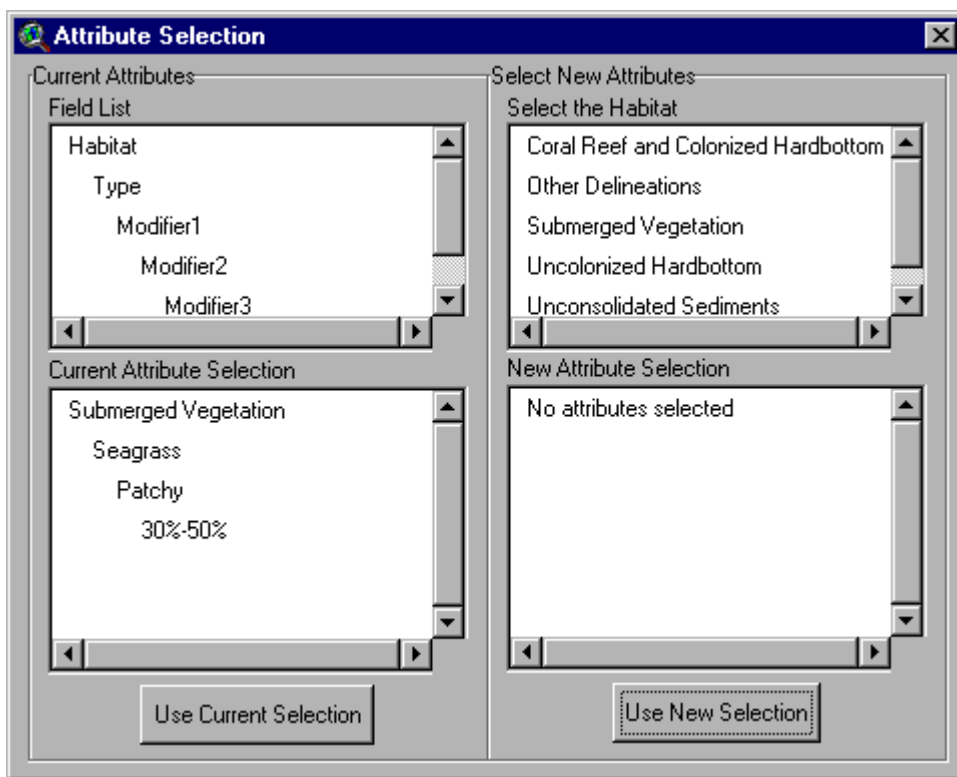 Attribute Selection
Current Attributes
Field List
Habitat
Type
Modifier1
Modifier2
Modifier3
Current Attribute Selection
Submerged Vegetation
Seagrass
Patchy
30%-50%
Use Current Selection
Select New Attributes
Select the Habitat
Coral Reef and Colonized Hardbottom
Other Delineations
Submerged Vegetation
Uncolonized Hardbottom
Unconsolidated Sediments
New Attribute Selection
No attributes selected
Use New Selection